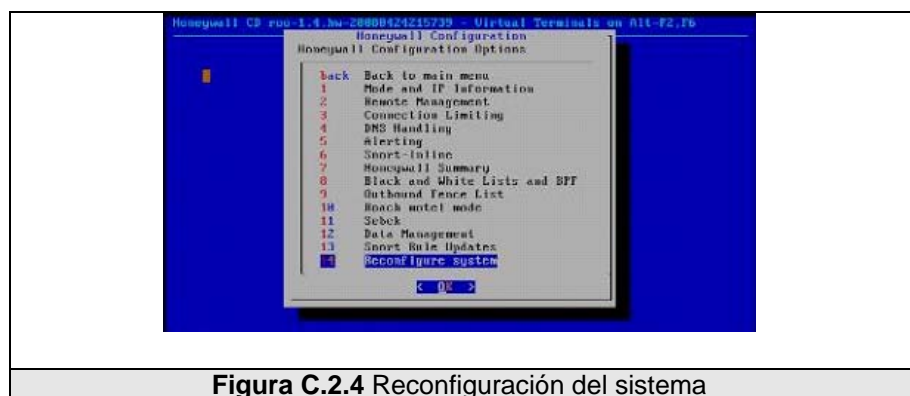 Honeywall CD roo-1.4.hw-20080424215739 - Virtual Terminals on Alt-F2,F6
Honeywall Configuration
Honeywall Configuration Options
back Back to main menu
1 Mode and IP Information
2 Remote Management
3 Connection Limiting
4 DNS Handling
5 Alerting
6 Snort-Inline
7 Honeywall Summary
8 Black and White Lists and BPF
9 Outbound Fence List
10 Roach motel mode
11 Sebek
12 Data Management
13 Snort Rule Updates
14 Reconfigure system
< OK >
Figura C.2.4 Reconfiguración del sistema